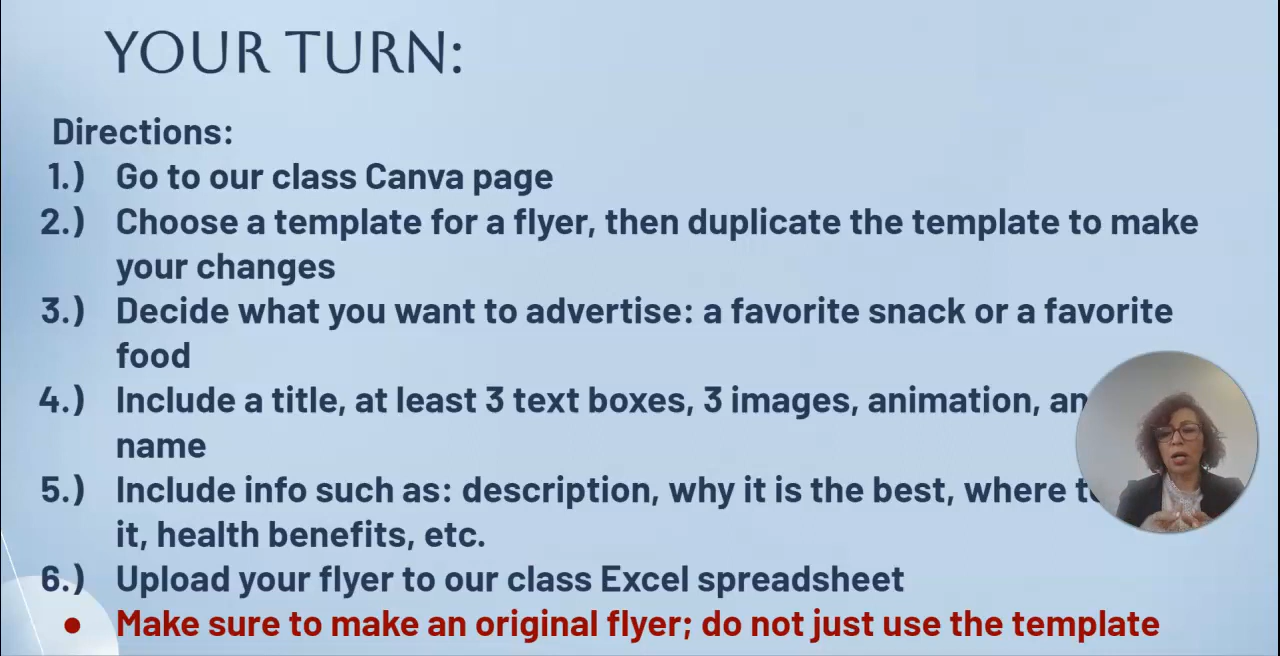 YOUR TURN:
Directions:
1.) Go to our class Canva page
2.) Choose a template for a flyer, then duplicate the template to make
your changes
3.) Decide what you want to advertise: a favorite snack or a favorite
food
4.) Include a title, at least 3 text boxes, 3 images, animation,
name
5.) Include info such as: description, why it is the best, where
it, health benefits, etc.
6.) Upload your flyer to our class Excel spreadsheet
● Make sure to make an original flyer; do not just use the template